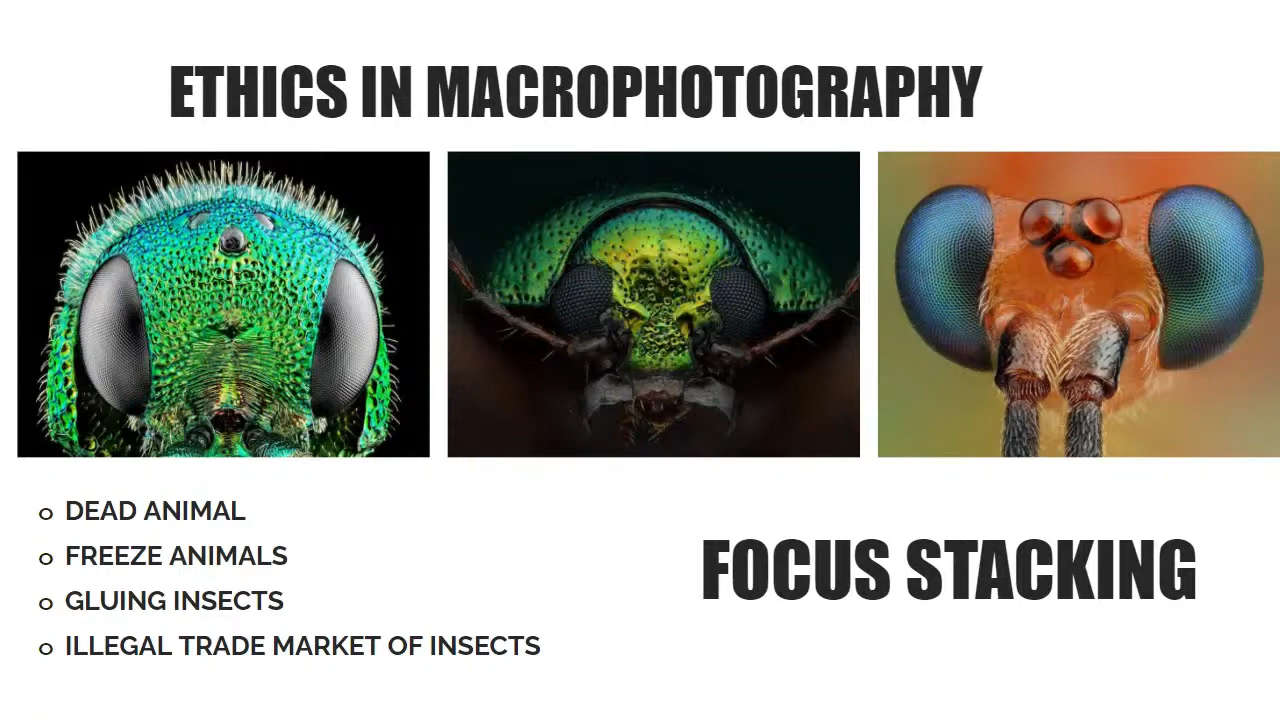 ETHICS IN MACROPHOTOGRAPHY
o DEAD ANIMAL
o FREEZE ANIMALS
o GLUING INSECTS
o ILLEGAL TRADE MARKET OF INSECTS
FOCUS STACKING